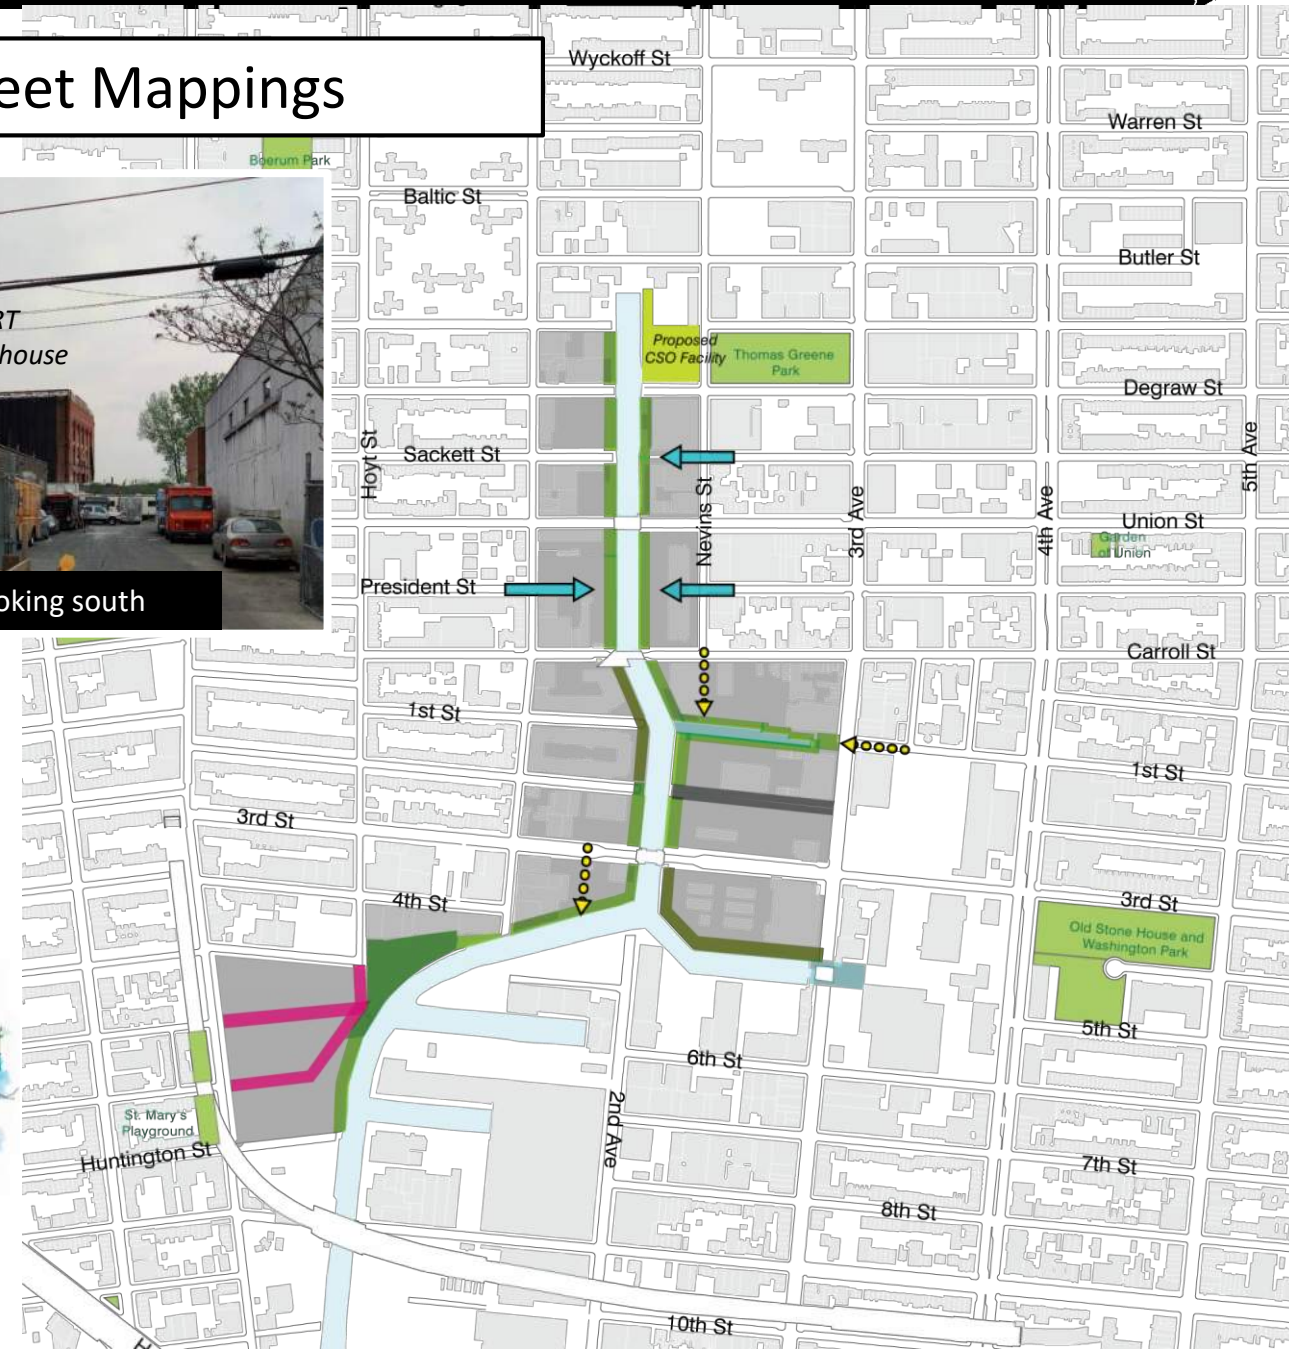 Wyckoff St
eet Mappings
Warren St
Boerum Park
Baltic St
Butler St
RT
house
Proposed
CSO Facility
Thomas Greene
Park
Degraw St
Hoyt St
Sackett St
Nevins St
3rd Ave
4th Ave
5th Ave
Union St
Garden
of Union
President St
oking south
Carroll St
1st St
1st St
3rd St
4th St
3rd St
Old Stone House and
Washington Park
5th St
6th St
2nd Ave
St. Mary's
Playground
Huntington St
7th St
8th St
10th St
H